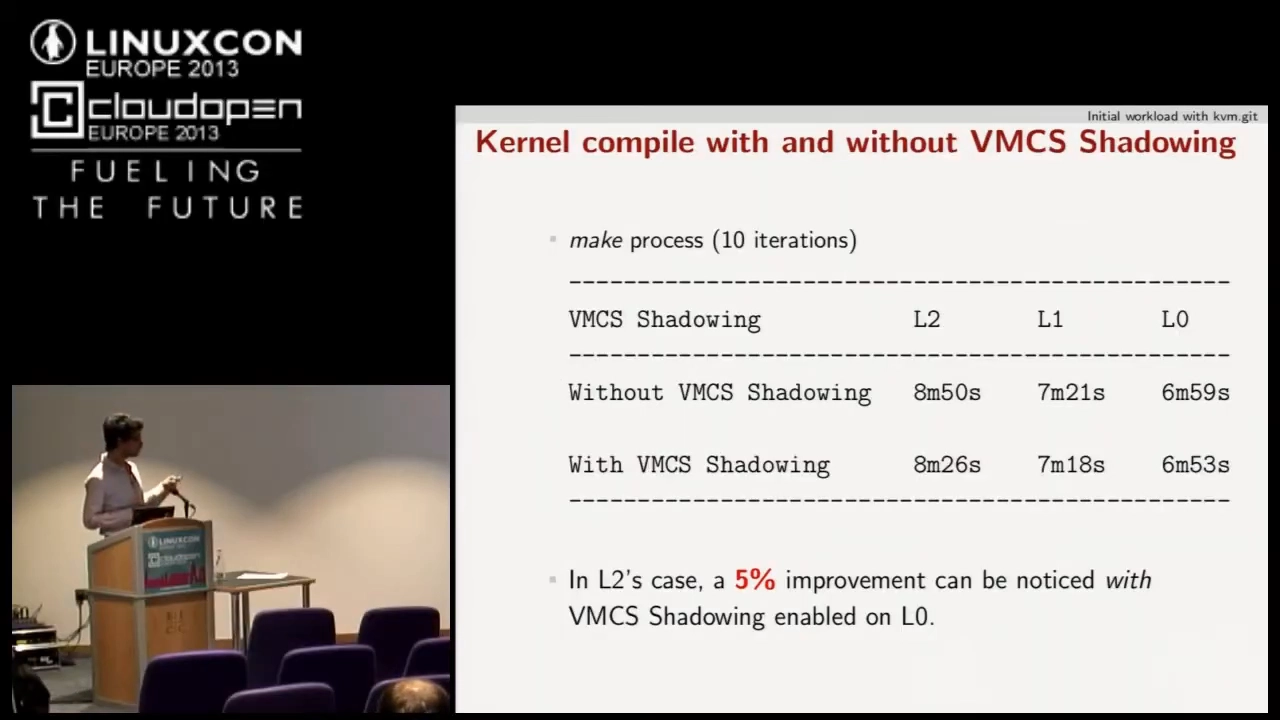 LINUXCON
EUROPE 2013
cloudopen
EUROPE 2013
FUELING
THE FUTURE
Initial workload with kvm.git
Kernel compile with and without VMCS Shadowing
make process (10 iterations)
VMCS Shadowing L2 L1 L0
Without VMCS Shadowing 8m50s 7m21s 6m59s
With VMCS Shadowing 8m26s 7m18s 6m53s
In L2's case, a 5% improvement can be noticed with
VMCS Shadowing enabled on L0.
LINUXCON
cloudopen